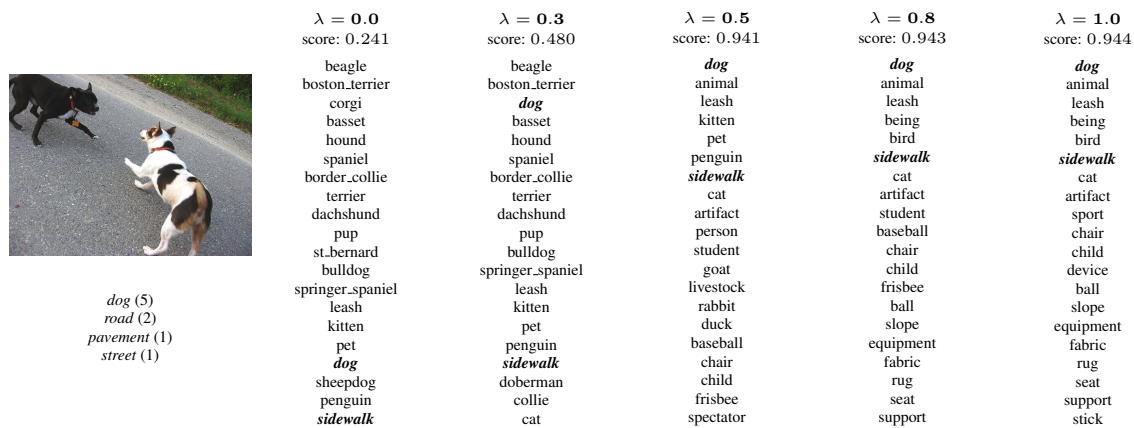 λ = 0.0
score: 0.241
beagle
boston_terrier
corgi
basset
hound
spaniel
border_collie
terrier
dachshund
pup
st_bernard
bulldog
springer_spaniel
leash
kitten
pet
dog
sheepdog
penguin
sidewalk
λ = 0.3
score: 0.480
beagle
boston_terrier
dog
basset
hound
spaniel
border_collie
terrier
dachshund
pup
bulldog
springer_spaniel
leash
kitten
pet
penguin
sidewalk
doberman
collie
cat
λ = 0.5
score: 0.941
dog
animal
leash
kitten
pet
penguin
sidewalk
cat
artifact
person
student
goat
livestock
rabbit
duck
baseball
chair
child
frisbee
spectator
λ = 0.8
score: 0.943
dog
animal
leash
being
bird
sidewalk
cat
artifact
student
baseball
chair
child
frisbee
ball
slope
equipment
fabric
rug
seat
support
λ = 1.0
score: 0.944
dog
animal
leash
being
bird
sidewalk
cat
artifact
sport
chair
child
device
ball
slope
equipment
fabric
rug
seat
support
stick
dog (5)
road (2)
pavement (1)
street (1)